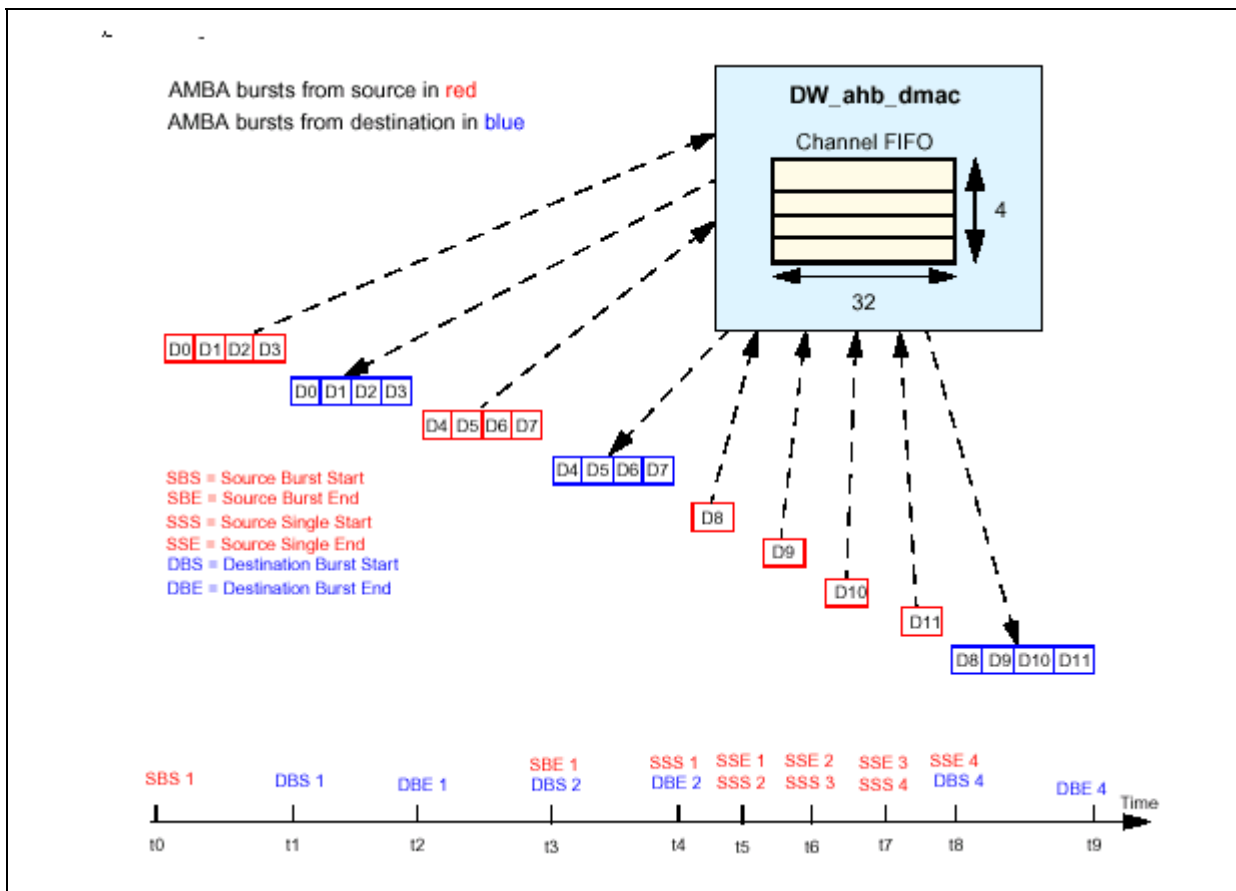 AMBA bursts from source in red
AMBA bursts from destination in blue
DW_ahb_dmac
Channel FIFO
4
32
D0 D1 D2 D3
D0 D1 D2 D3
D4 D5 D6 D7
D4 D5 D6 D7
D8
D9
D10
D11
D8 D9 D10 D11
SBS = Source Burst Start
SBE = Source Burst End
SSS = Source Single Start
SSE = Source Single End
DBS = Destination Burst Start
DBE = Destination Burst End
SBE 1 SSS 1 SSE 1 SSE 2 SSE 3 SSE 4
SBS 1 DBS 1 DBE 1 DBS 2 DBE 2 SSS 2 SSS 3 SSS 4 DBS 4 DBE 4
Time
t0 t1 t2 t3 t4 t5 t6 t7 t8 t9